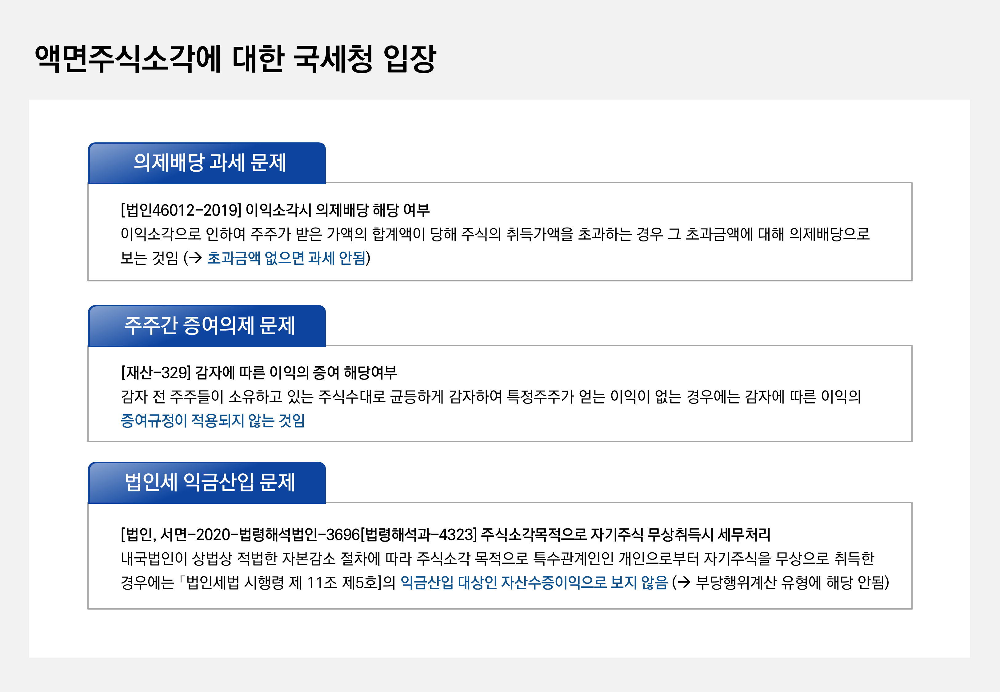 액면주식소각에 대한 국세청 입장
의제배당 과세 문제
[법인46012-2019] 이익소각시 의제배당 해당 여부
이익소각으로 인하여 주주가 받은 가액의 합계액이 당해 주식의 취득가액을 초과하는 경우 그 초과금액에 대해 의제배당으로
보는 것임 (→ 초과금액 없으면 과세 안됨)
주주간 증여의제 문제
[재산-329] 감자에 따른 이익의 증여 해당여부
감자 전 주주들이 소유하고 있는 주식수대로 균등하게 감자하여 특정주주가 얻는 이익이 없는 경우에는 감자에 따른 이익의
증여규정이 적용되지 않는 것임
법인세 익금산입 문제
[법인, 서면-2020-법령해석법인-3696[법령해석과-4323] 주식소각목적으로 자기주식 무상취득시 세무처리
내국법인이 상법상 적법한 자본감소 절차에 따라 주식소각 목적으로 특수관계인인 개인으로부터 자기주식을 무상으로 취득한
경우에는 「법인세법 시행령 제 11조 제5호]의 익금산입 대상인 자산수증이익으로 보지 않음 (→ 부당행위계산 유형에 해당 안됨)